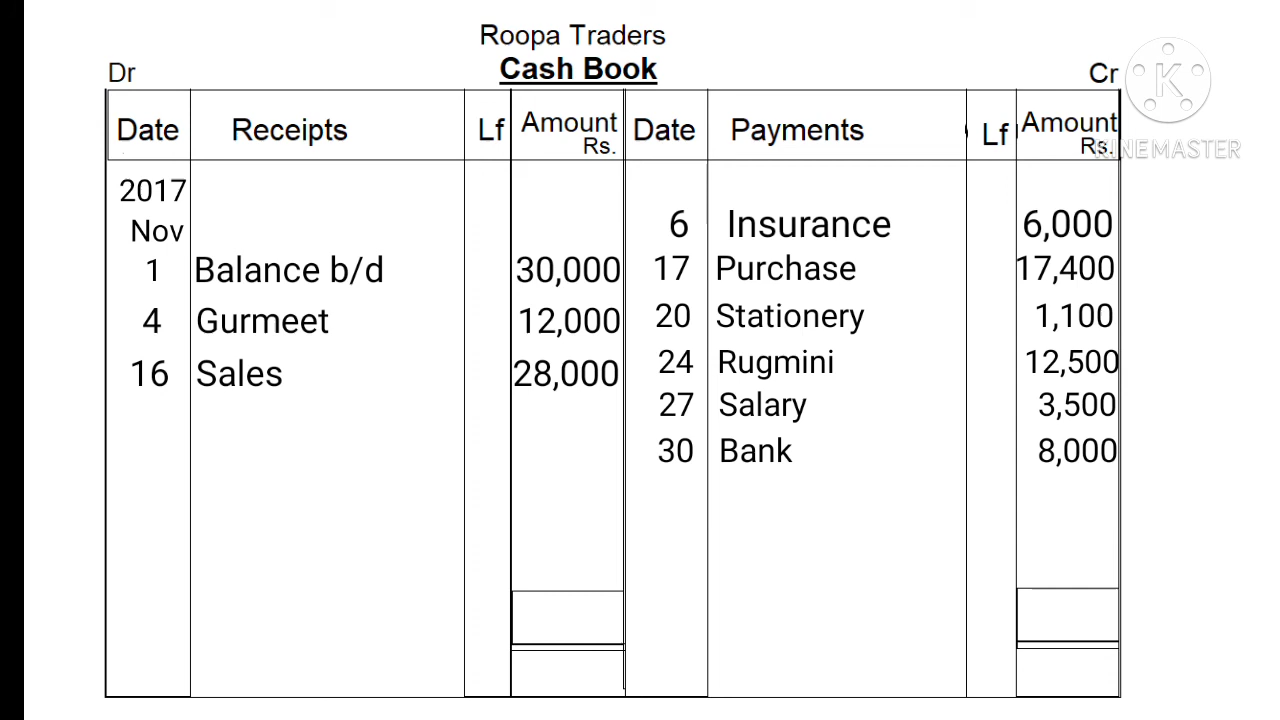 Roopa Traders
Dr Cash Book Cr
Date Receipts Lf Amount Rs. Date Payments Lf Amount Rs.
2017
Nov 6 Insurance 6,000
1 Balance b/d 30,000 17 Purchase 17,400
4 Gurmeet 12,000 20 Stationery 1,100
16 Sales 28,000 24 Rugmini 12,500
27 Salary 3,500
30 Bank 8,000
K
KINEMASTER